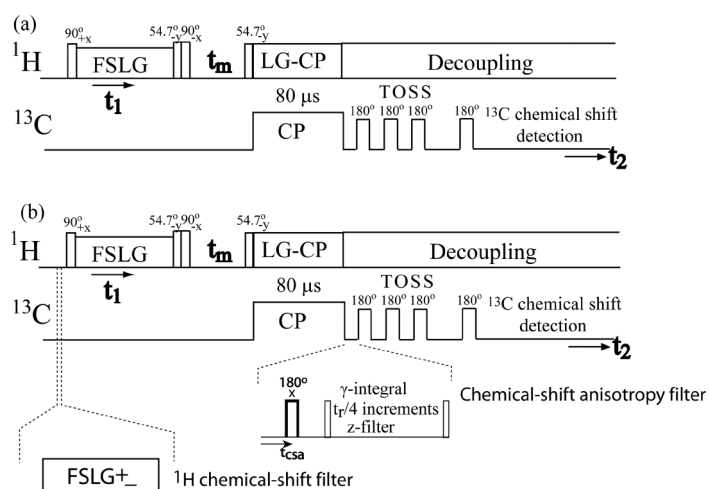 (a)
90°+x 54.7°-y 90°-x 54.7°-y
¹H FSLG tm LG-CP Decoupling
t1 80 μs TOSS
¹³C CP 180° 180° 180° 180° ¹³C chemical shift
detection
t2
(b)
90°+x 54.7°-y 90°-x 54.7°-y
¹H FSLG tm LG-CP Decoupling
t1 80 μs TOSS
¹³C CP 180° 180° 180° 180° ¹³C chemical shift
detection
t2
180°
x
γ-integral
tr/4 increments
z-filter
Chemical-shift anisotropy filter
tcsa
FSLG+_ ¹H chemical-shift filter